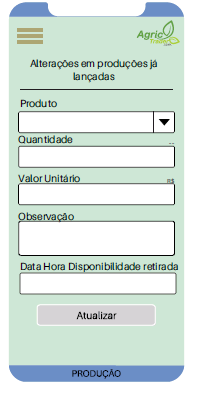 Agric
Alterações em produções já
lançadas
Produto
Quantidade
Valor Unitário
R$
Observação
Data Hora Disponibilidade retirada
Atualizar
PRODUÇÃO